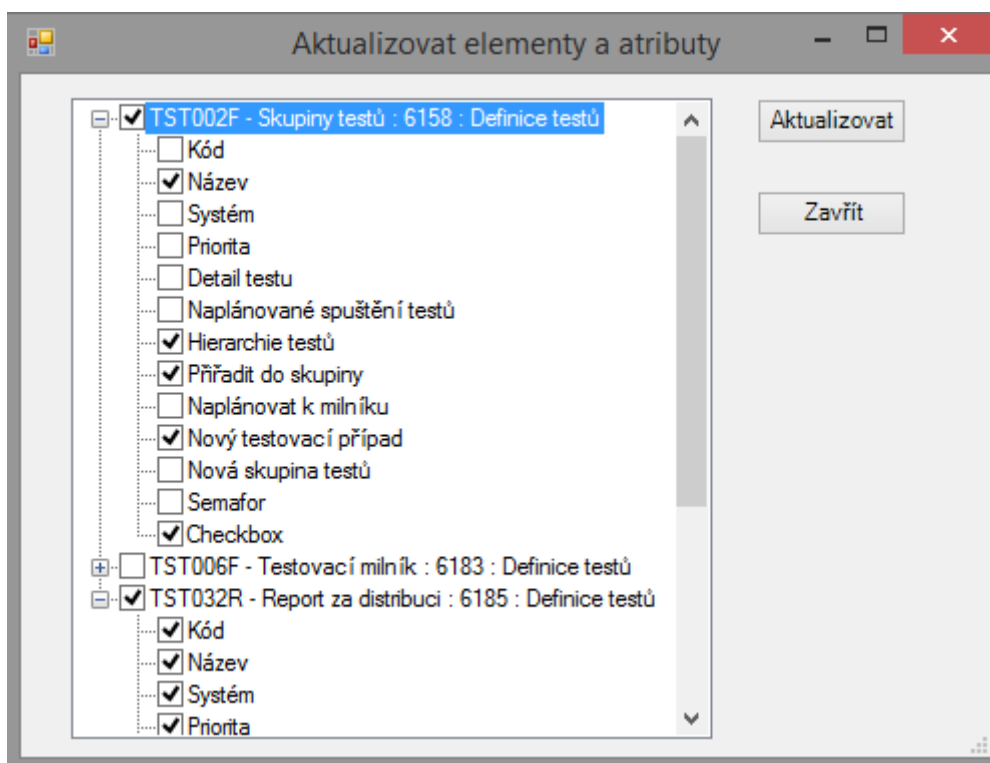 Aktualizovat elementy a atributy
TST002F - Skupiny testů : 6158 : Definice testů
Kód
Název
Systém
Priorita
Detail testu
Naplánované spuštění testů
Hierarchie testů
Přiřadit do skupiny
Naplánovat k milníku
Nový testovací případ
Nová skupina testů
Semafor
Checkbox
TST006F - Testovací milník : 6183 : Definice testů
TST032R - Report za distribuci : 6185 : Definice testů
Kód
Název
Systém
Priorita
Aktualizovat
Zavřít